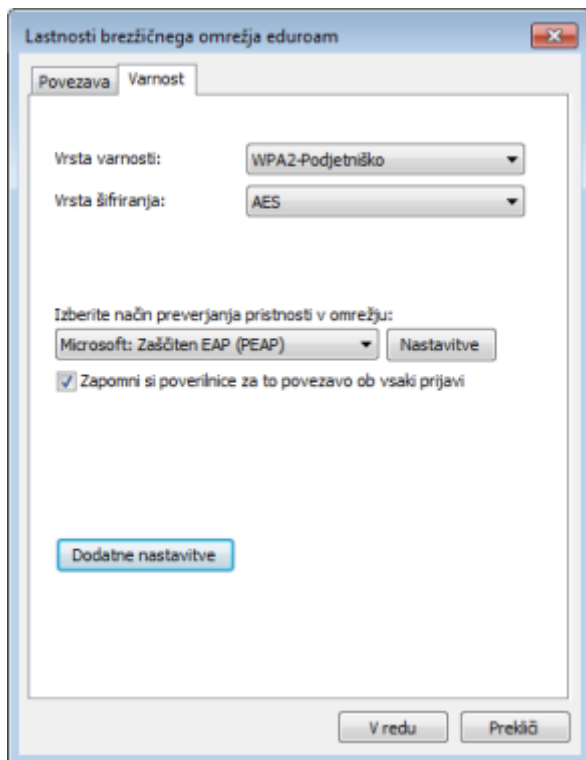 Lastnosti brezžičnega omrežja eduroam
Povezava Varnost
Vrsta varnosti: WPA2-Podjetniško
Vrsta šifriranja: AES
Izberite način preverjanja pristnosti v omrežju:
Microsoft: Zaščiten EAP (PEAP) Nastavitve
Zapomni si poverilnice za to povezavo ob vsaki prijavi
Dodatne nastavitve
V redu Prekliči